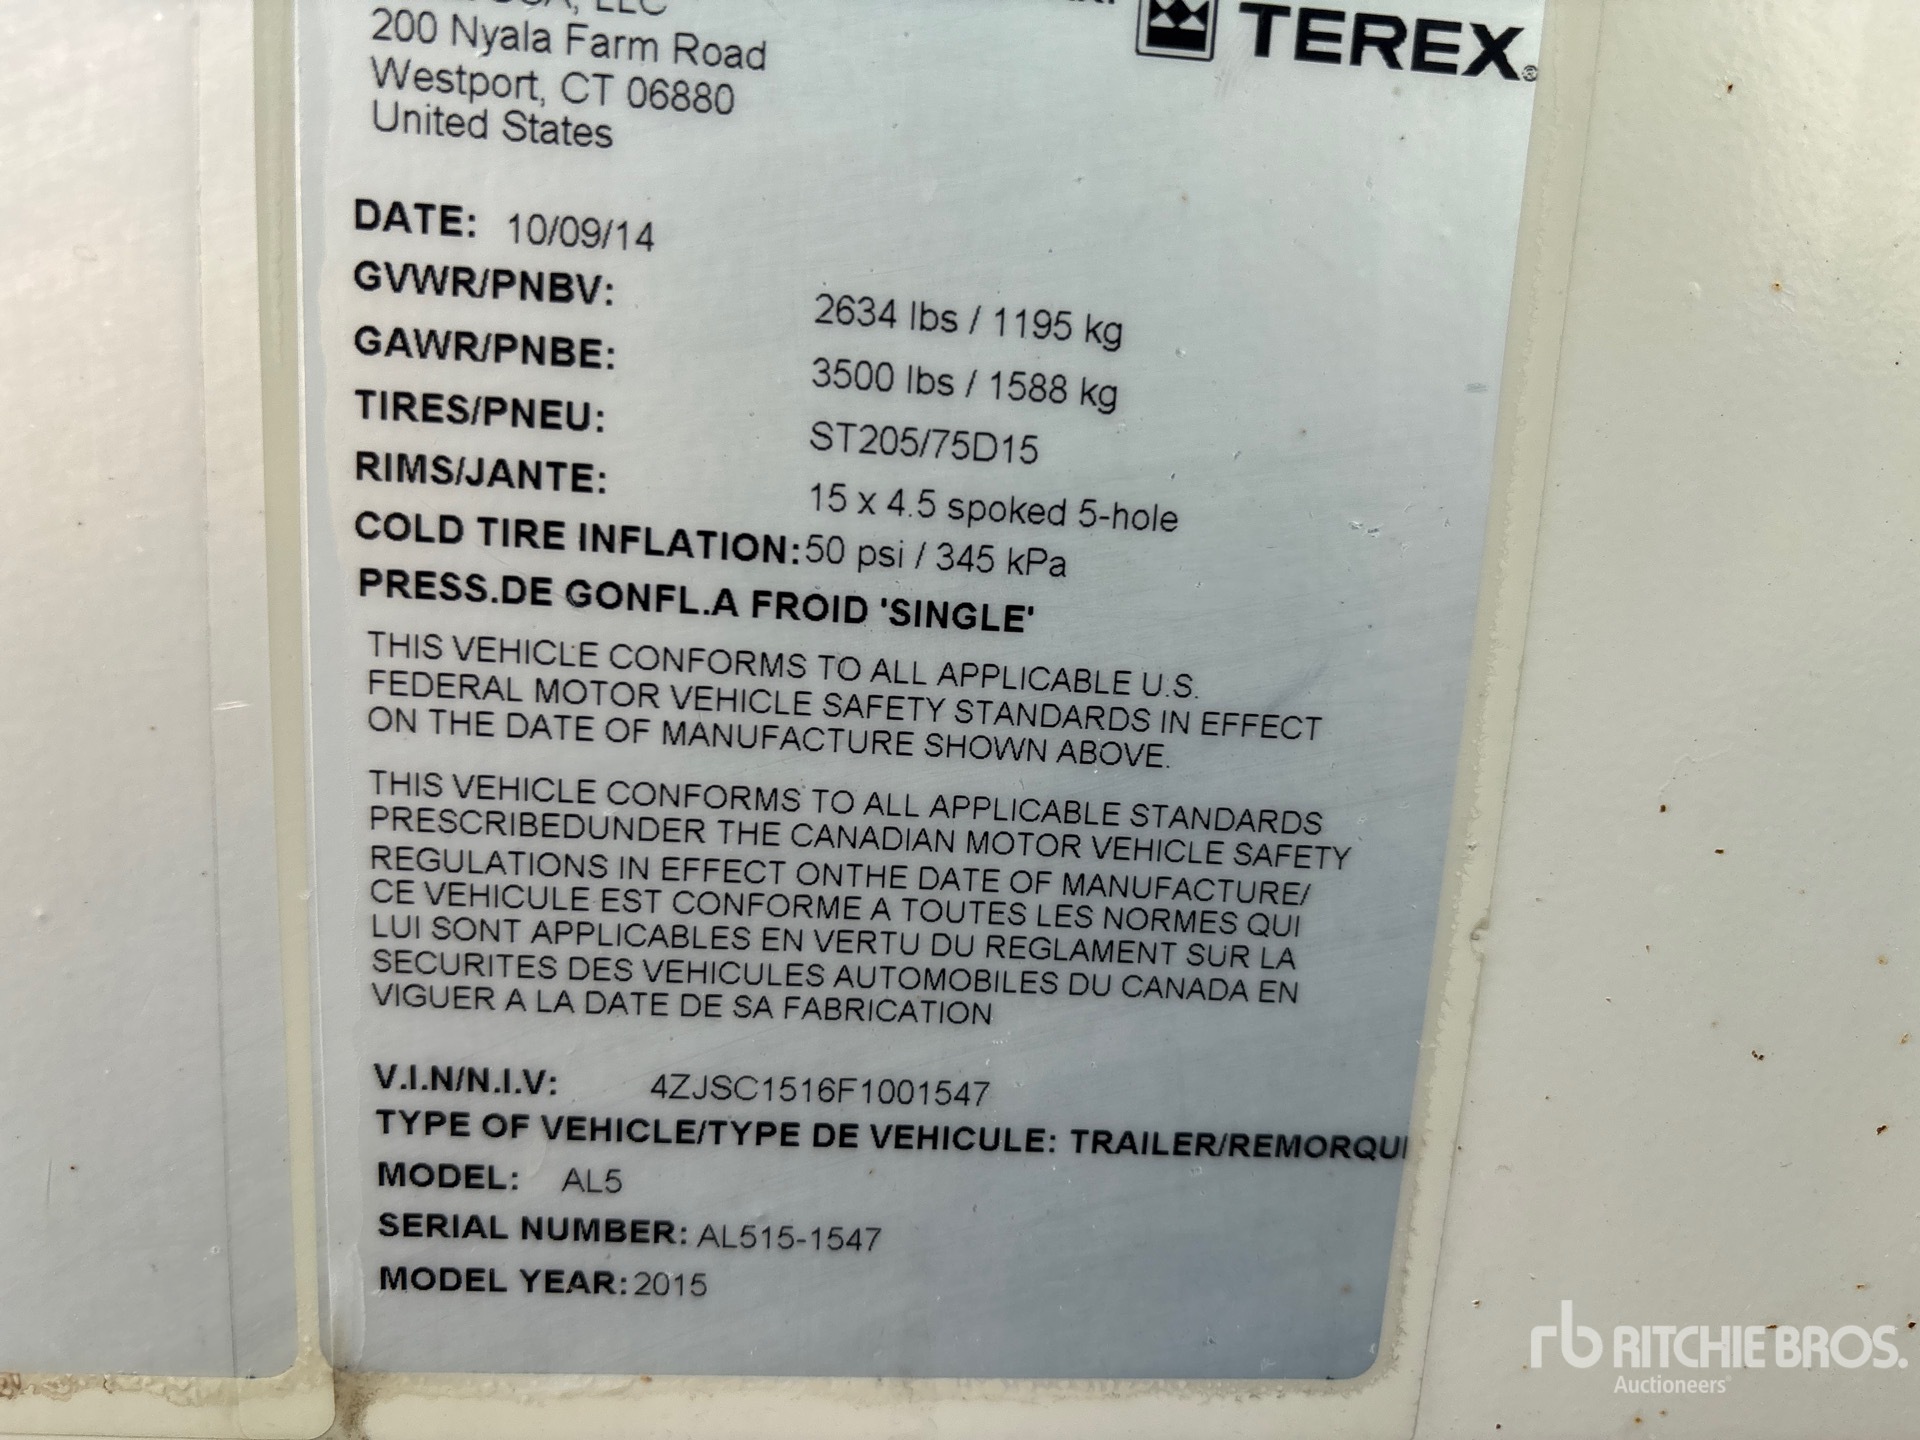 USA, LLC
TEREX®
200 Nyala Farm Road
Westport, CT 06880
United States
DATE: 10/09/14
GVWR/PNBV: 2634 lbs / 1195 kg
GAWR/PNBE: 3500 lbs / 1588 kg
TIRES/PNEU: ST205/75D15
RIMS/JANTE: 15 x 4.5 spoked 5-hole
COLD TIRE INFLATION: 50 psi / 345 kPa
PRESS.DE GONFL.A FROID 'SINGLE'
THIS VEHICLE CONFORMS TO ALL APPLICABLE U.S.
FEDERAL MOTOR VEHICLE SAFETY STANDARDS IN EFFECT
ON THE DATE OF MANUFACTURE SHOWN ABOVE.
THIS VEHICLE CONFORMS TO ALL APPLICABLE STANDARDS
PRESCRIBEDUNDER THE CANADIAN MOTOR VEHICLE SAFETY
REGULATIONS IN EFFECT ONTHE DATE OF MANUFACTURE/
CE VEHICULE EST CONFORME A TOUTES LES NORMES QUI
LUI SONT APPLICABLES EN VERTU DU REGLAMENT SUR LA
SECURITES DES VEHICULES AUTOMOBILES DU CANADA EN
VIGUER A LA DATE DE SA FABRICATION
V.I.N/N.I.V: 4ZJSC1516F1001547
TYPE OF VEHICLE/TYPE DE VEHICULE: TRAILER/REMORQU
MODEL: AL5
SERIAL NUMBER: AL515-1547
MODEL YEAR: 2015
rb RITCHIE BROS.
Auctioneers